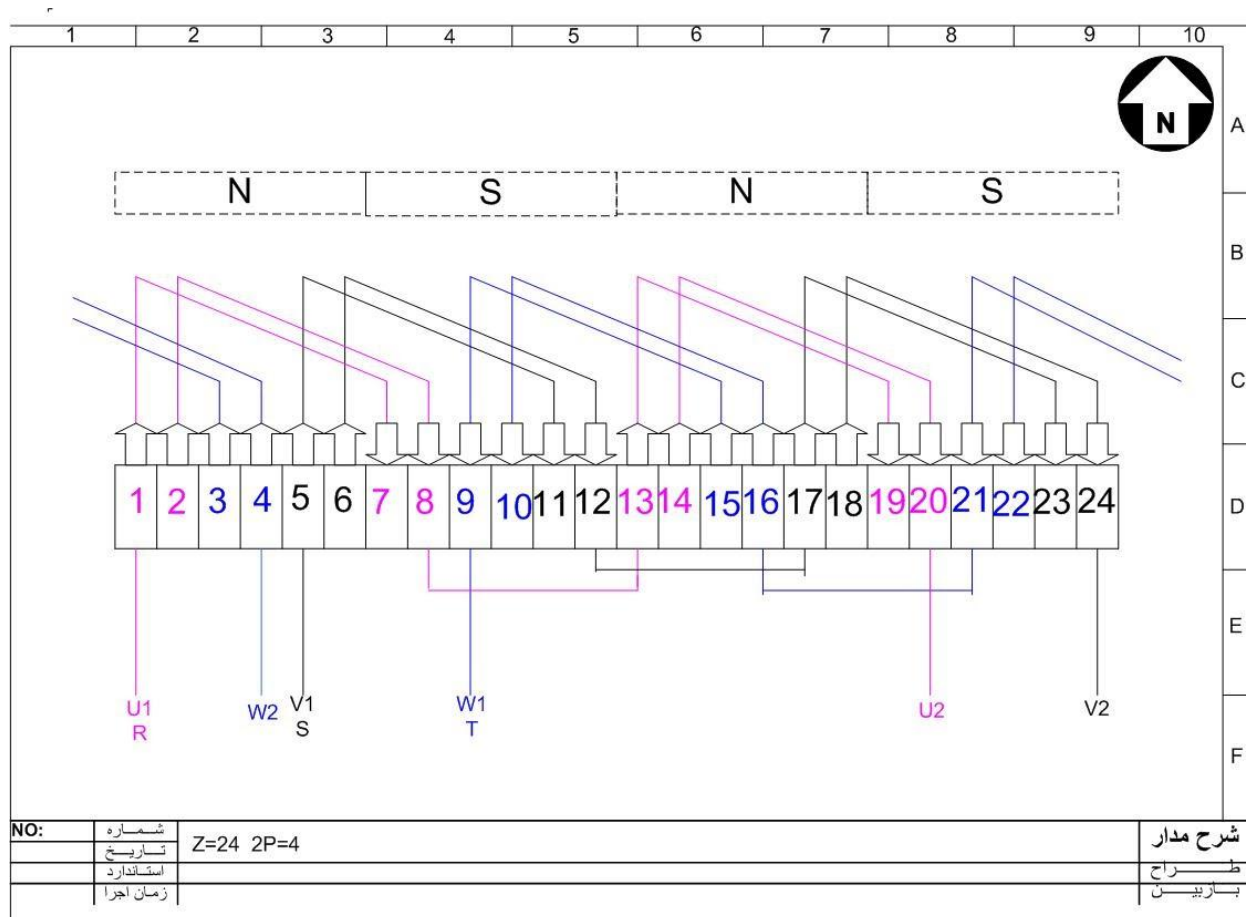 1 2 3 4 5 6 7 8 9 10
N
A
N S N S
B
C
1 2 3 4 5 6 7 8 9 10 11 12 13 14 15 16 17 18 19 20 21 22 23 24
D
E
U1 W2 V1 W1 U2 V2
R S T
F
NO: شماره Z=24 2P=4 شرح مدار
تاریخ
استاندارد طراح
زمان اجرا بازبین